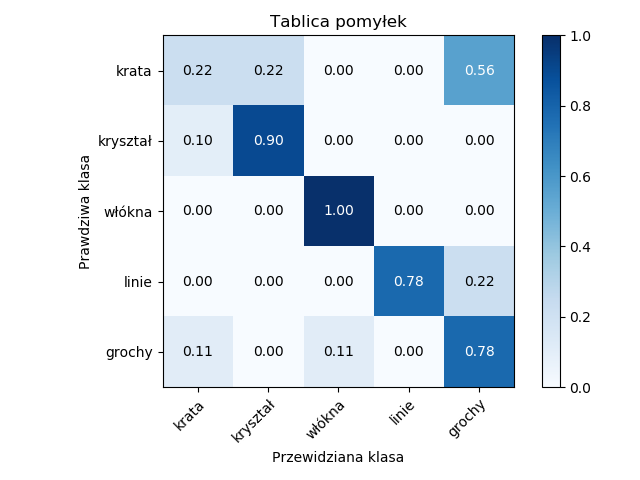 Tablica pomyłek
krata 0.22 0.22 0.00 0.00 0.56
kryształ 0.10 0.90 0.00 0.00 0.00
włókna 0.00 0.00 1.00 0.00 0.00
linie 0.00 0.00 0.00 0.78 0.22
grochy 0.11 0.00 0.11 0.00 0.78
Prawdziwa klasa
krata kryształ włókna linie grochy
Przewidziana klasa
1.0
0.8
0.6
0.4
0.2
0.0